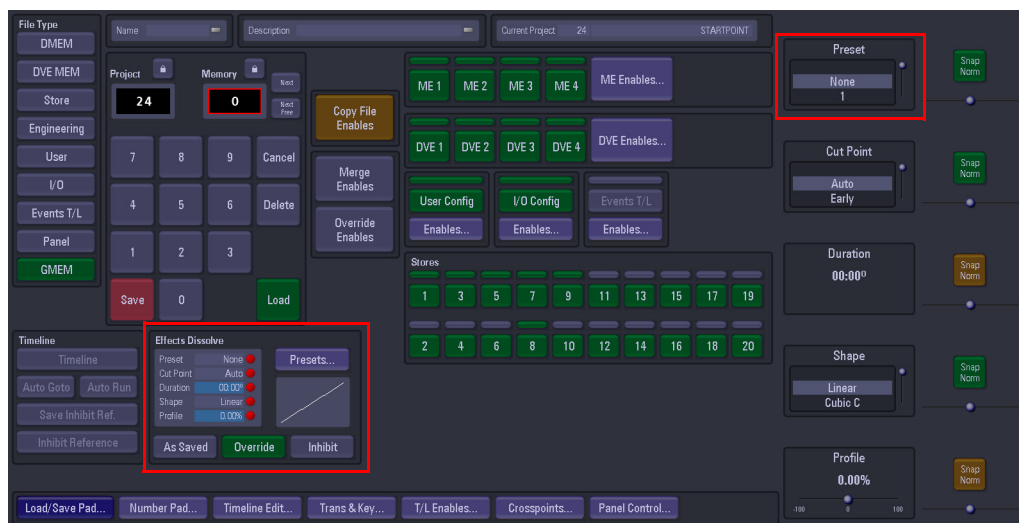 File Type
DMEM
DVE MEM
Store
Engineering
User
I/O
Events T/L
Panel
GMEM
Name
Description
Current Project 24 STARTPOINT
Project
Memory
24
0
Next
Next Free
7 8 9 Cancel
4 5 6 Delete
1 2 3
Save 0 Load
Copy File Enables
Merge Enables
Override Enables
ME 1 ME 2 ME 3 ME 4 ME Enables...
DVE 1 DVE 2 DVE 3 DVE 4 DVE Enables...
User Config I/O Config Events T/L
Enables... Enables... Enables...
Stores
1 3 5 7 9 11 13 15 17 19
2 4 6 8 10 12 14 16 18 20
Timeline
Timeline
Auto Goto Auto Run
Save Inhibit Ref.
Inhibit Reference
Effects Dissolve
Preset None
Cut Point Auto
Duration 00:00⁰
Shape Linear
Profile 0.00%
Presets...
As Saved Override Inhibit
Preset
None
1
Snap Norm
Cut Point
Auto
Early
Snap Norm
Duration
00:00⁰
Snap Norm
Shape
Linear
Cubic C
Snap Norm
Profile
0.00%
-100 0 100
Snap Norm
Load/Save Pad... Number Pad... Timeline Edit... Trans & Key... T/L Enables... Crosspoints... Panel Control...